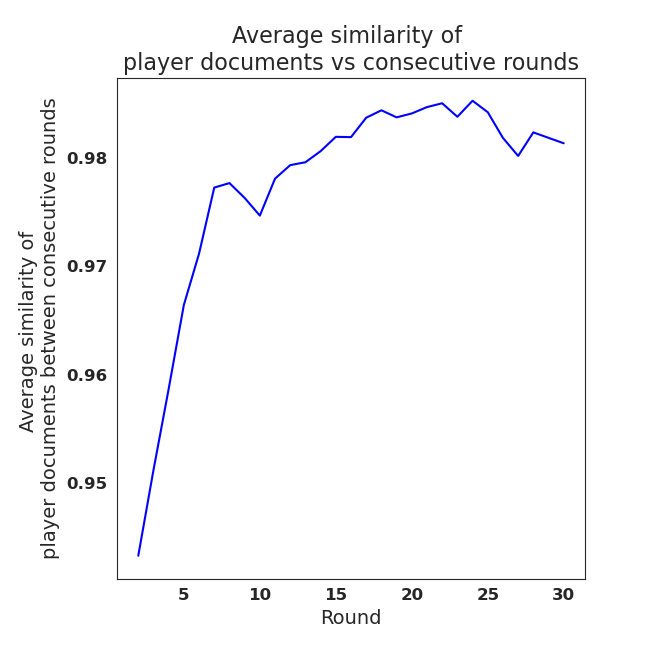 Average similarity of
player documents vs consecutive rounds
Average similarity of
player documents between consecutive rounds
0.98
0.97
0.96
0.95
5 10 15 20 25 30
Round